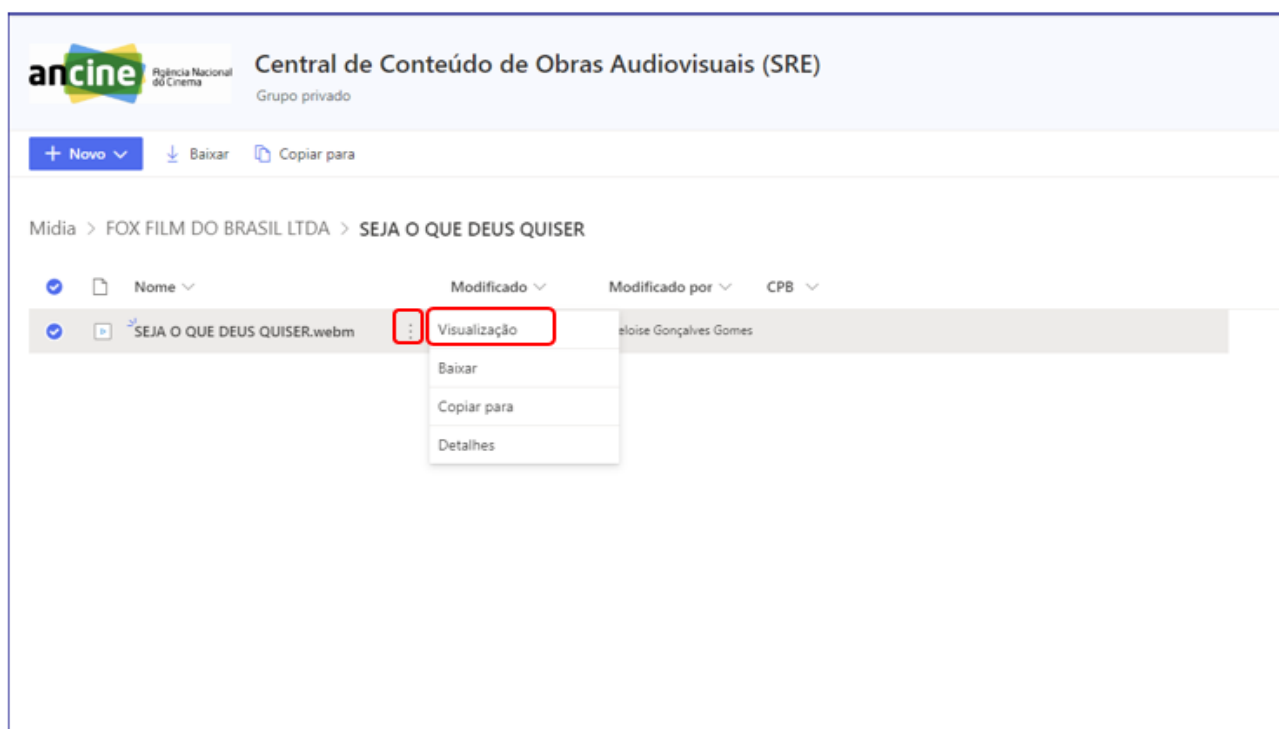 ancine Agência Nacional do Cinema
Central de Conteúdo de Obras Audiovisuais (SRE)
Grupo privado
Novo Baixar Copiar para
Midia > FOX FILM DO BRASIL LTDA > SEJA O QUE DEUS QUISER
Nome Modificado Modificado por CPB
SEJA O QUE DEUS QUISER.webm Visualização eloise Gonçalves Gomes
Baixar
Copiar para
Detalhes